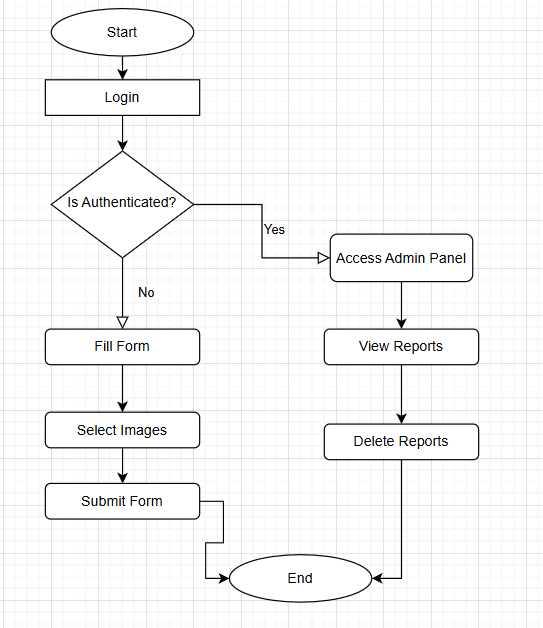 Start
Login
Is Authenticated?
Yes
Access Admin Panel
No
Fill Form
View Reports
Select Images
Delete Reports
Submit Form
End